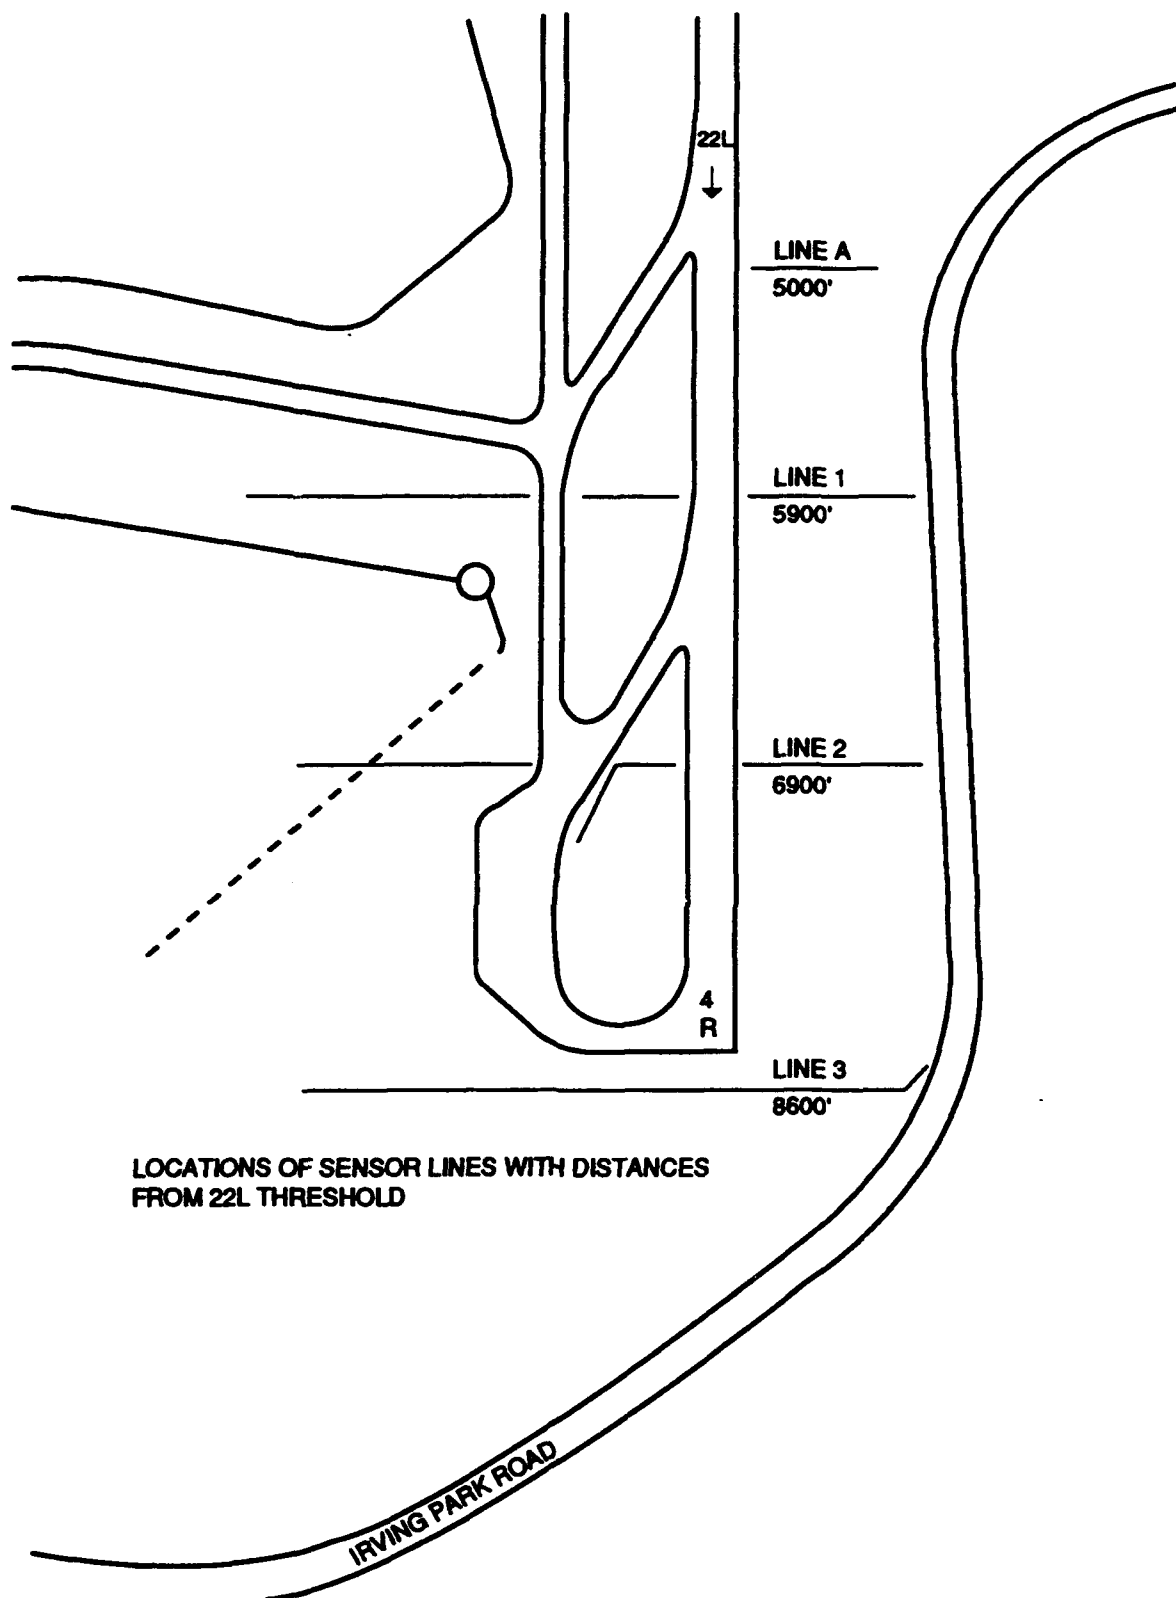 22L
LINE A
5000'
LINE 1
5900'
LINE 2
6900'
4
R
LINE 3
8600'
LOCATIONS OF SENSOR LINES WITH DISTANCES
FROM 22L THRESHOLD
IRVING PARK ROAD